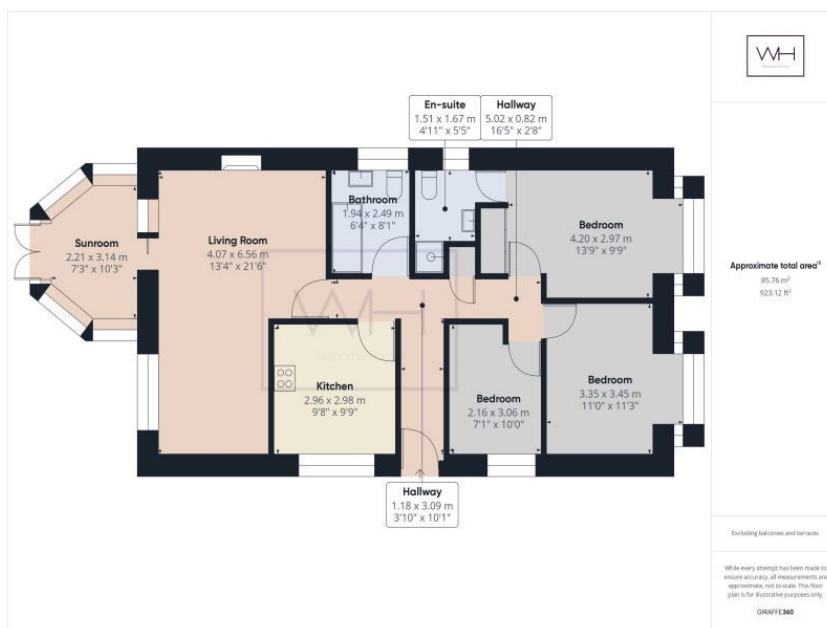 WH
En-suite
1.51 x 1.67 m
4'11" x 5'5"
Hallway
5.02 x 0.82 m
16'5" x 2'8"
Bathroom
1.94 x 2.49 m
6'4" x 8'1"
Bedroom
4.20 x 2.97 m
13'9" x 9'9"
Sunroom
2.21 x 3.14 m
7'3" x 10'3"
Living Room
4.07 x 6.56 m
13'4" x 21'6"
WH
Kitchen
2.96 x 2.98 m
9'8" x 9'9"
Bedroom
2.16 x 3.06 m
7'1" x 10'0"
Bedroom
3.35 x 3.45 m
11'0" x 11'3"
Hallway
1.18 x 3.09 m
3'10" x 10'1"
Approximate total area⁽¹⁾
85.76 m²
923.12 ft²
Excluding balconies and terraces
While every attempt has been made to
ensure accuracy, all measurements are
approximate, not to scale. This floor
plan is for illustrative purposes only.
GIRAFFE360